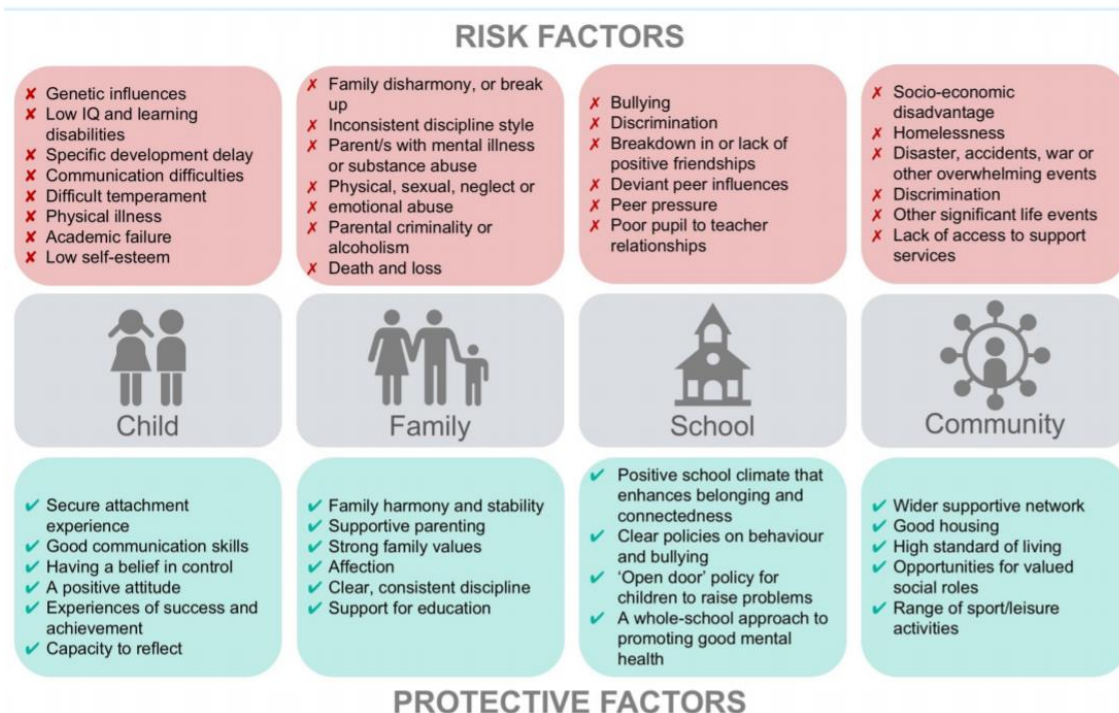 RISK FACTORS
✘ Genetic influences
✘ Low IQ and learning
disabilities
✘ Specific development delay
✘ Communication difficulties
✘ Difficult temperament
✘ Physical illness
✘ Academic failure
✘ Low self-esteem
✗ Family disharmony, or break
up
✗ Inconsistent discipline style
✗ Parent/s with mental illness
or substance abuse
✗ Physical, sexual, neglect or
✗ emotional abuse
✗ Parental criminality or
alcoholism
✗ Death and loss
✗ Bullying
✗ Discrimination
✗ Breakdown in or lack of
positive friendships
✗ Deviant peer influences
✗ Peer pressure
✗ Poor pupil to teacher
relationships
✗ Socio-economic
disadvantage
✗ Homelessness
✗ Disaster, accidents, war or
other overwhelming events
✗ Discrimination
✗ Other significant life events
✗ Lack of access to support
services
Child
Family
School
Community
✔ Secure attachment
experience
✔ Good communication skills
✔ Having a belief in control
✔ A positive attitude
✔ Experiences of success and
achievement
✔ Capacity to reflect
✔ Family harmony and stability
✔ Supportive parenting
✔ Strong family values
✔ Affection
✔ Clear, consistent discipline
✔ Support for education
✔ Positive school climate that
enhances belonging and
connectedness
✔ Clear policies on behaviour
and bullying
✔ ‘Open door’ policy for
children to raise problems
✔ A whole-school approach to
promoting good mental
health
✔ Wider supportive network
✔ Good housing
✔ High standard of living
✔ Opportunities for valued
social roles
✔ Range of sport/leisure
activities
PROTECTIVE FACTORS